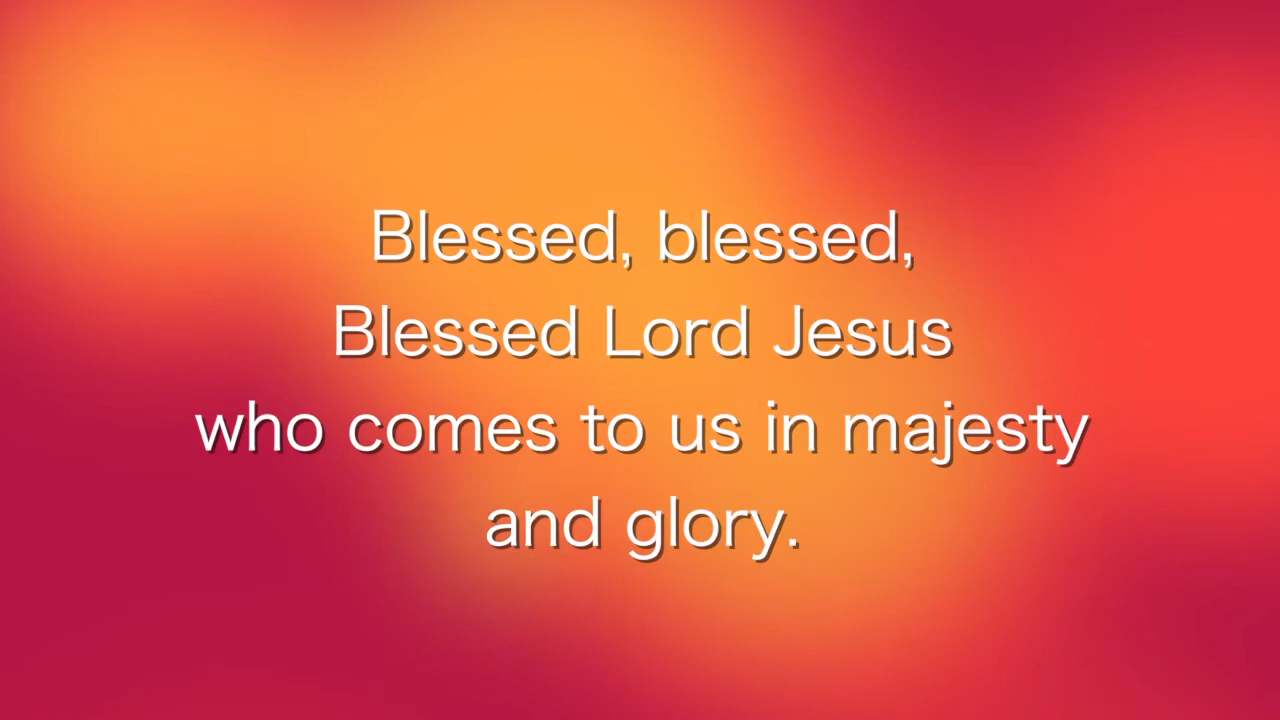 Blessed, blessed,
Blessed Lord Jesus
who comes to us in majesty
and glory.